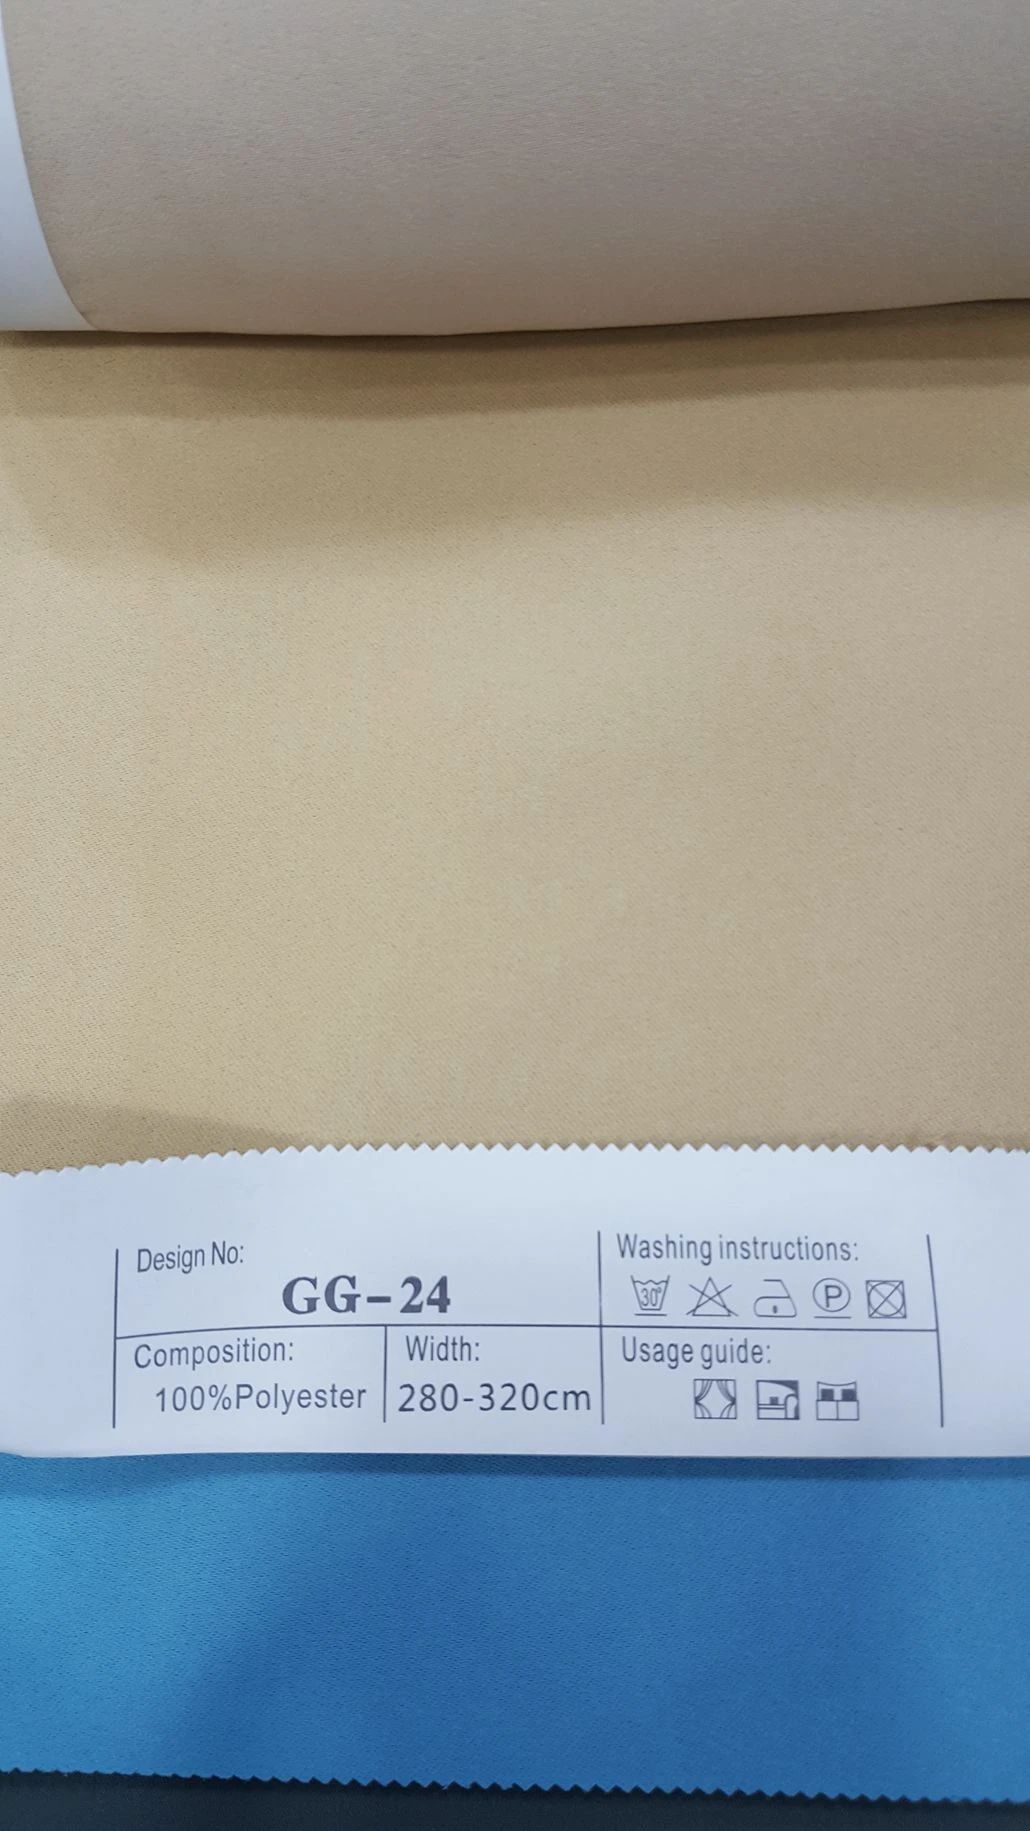 Design No:
GG-24
Washing instructions:
30°
P
Composition:
100%Polyester
Width:
280-320cm
Usage guide: